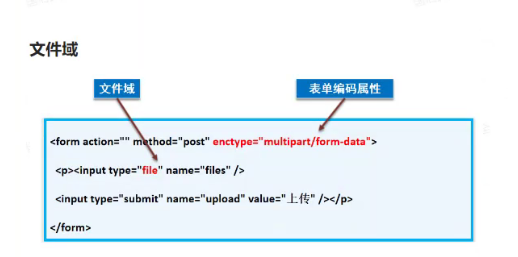 文件域
文件域
表单编码属性
<form action="" method="post" enctype="multipart/form-data">
<p><input type="file" name="files" />
<input type="submit" name="upload" value="上传" /></p>
</form>